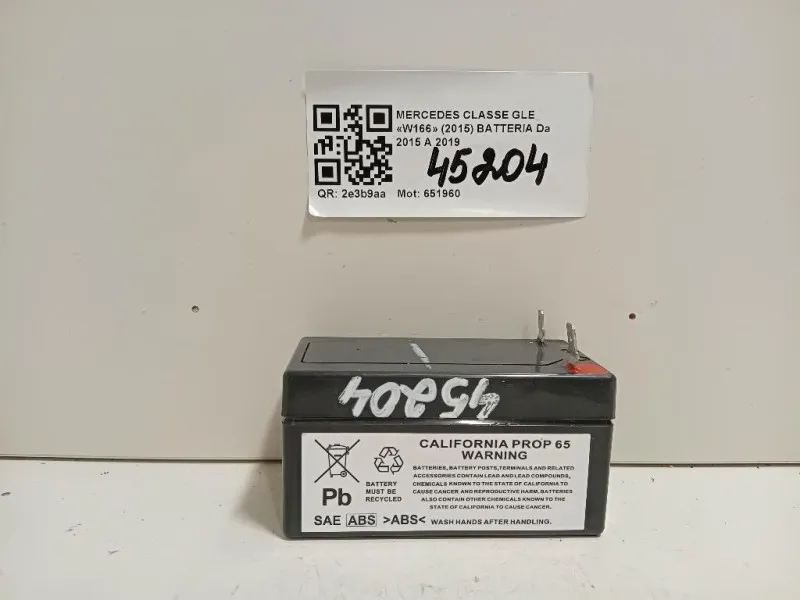 MERCEDES CLASSE GLE
«W166» (2015) BATTERIA Da
2015 A 2019
45204
QR: 2e3b9aa Mot: 651960
45204
CALIFORNIA PROP 65
WARNING
BATTERIES, BATTERY POSTS, TERMINALS AND RELATED
ACCESSORIES CONTAIN LEAD AND LEAD COMPOUNDS,
CHEMICALS KNOWN TO THE STATE OF CALIFORNIA TO
CAUSE CANCER AND REPRODUCTIVE HARM. BATTERIES
ALSO CONTAIN OTHER CHEMICALS KNOWN TO THE
STATE OF CALIFORNIA TO CAUSE CANCER.
WASH HANDS AFTER HANDLING.
Pb
BATTERY
MUST BE
RECYCLED
SAE ABS >ABS<